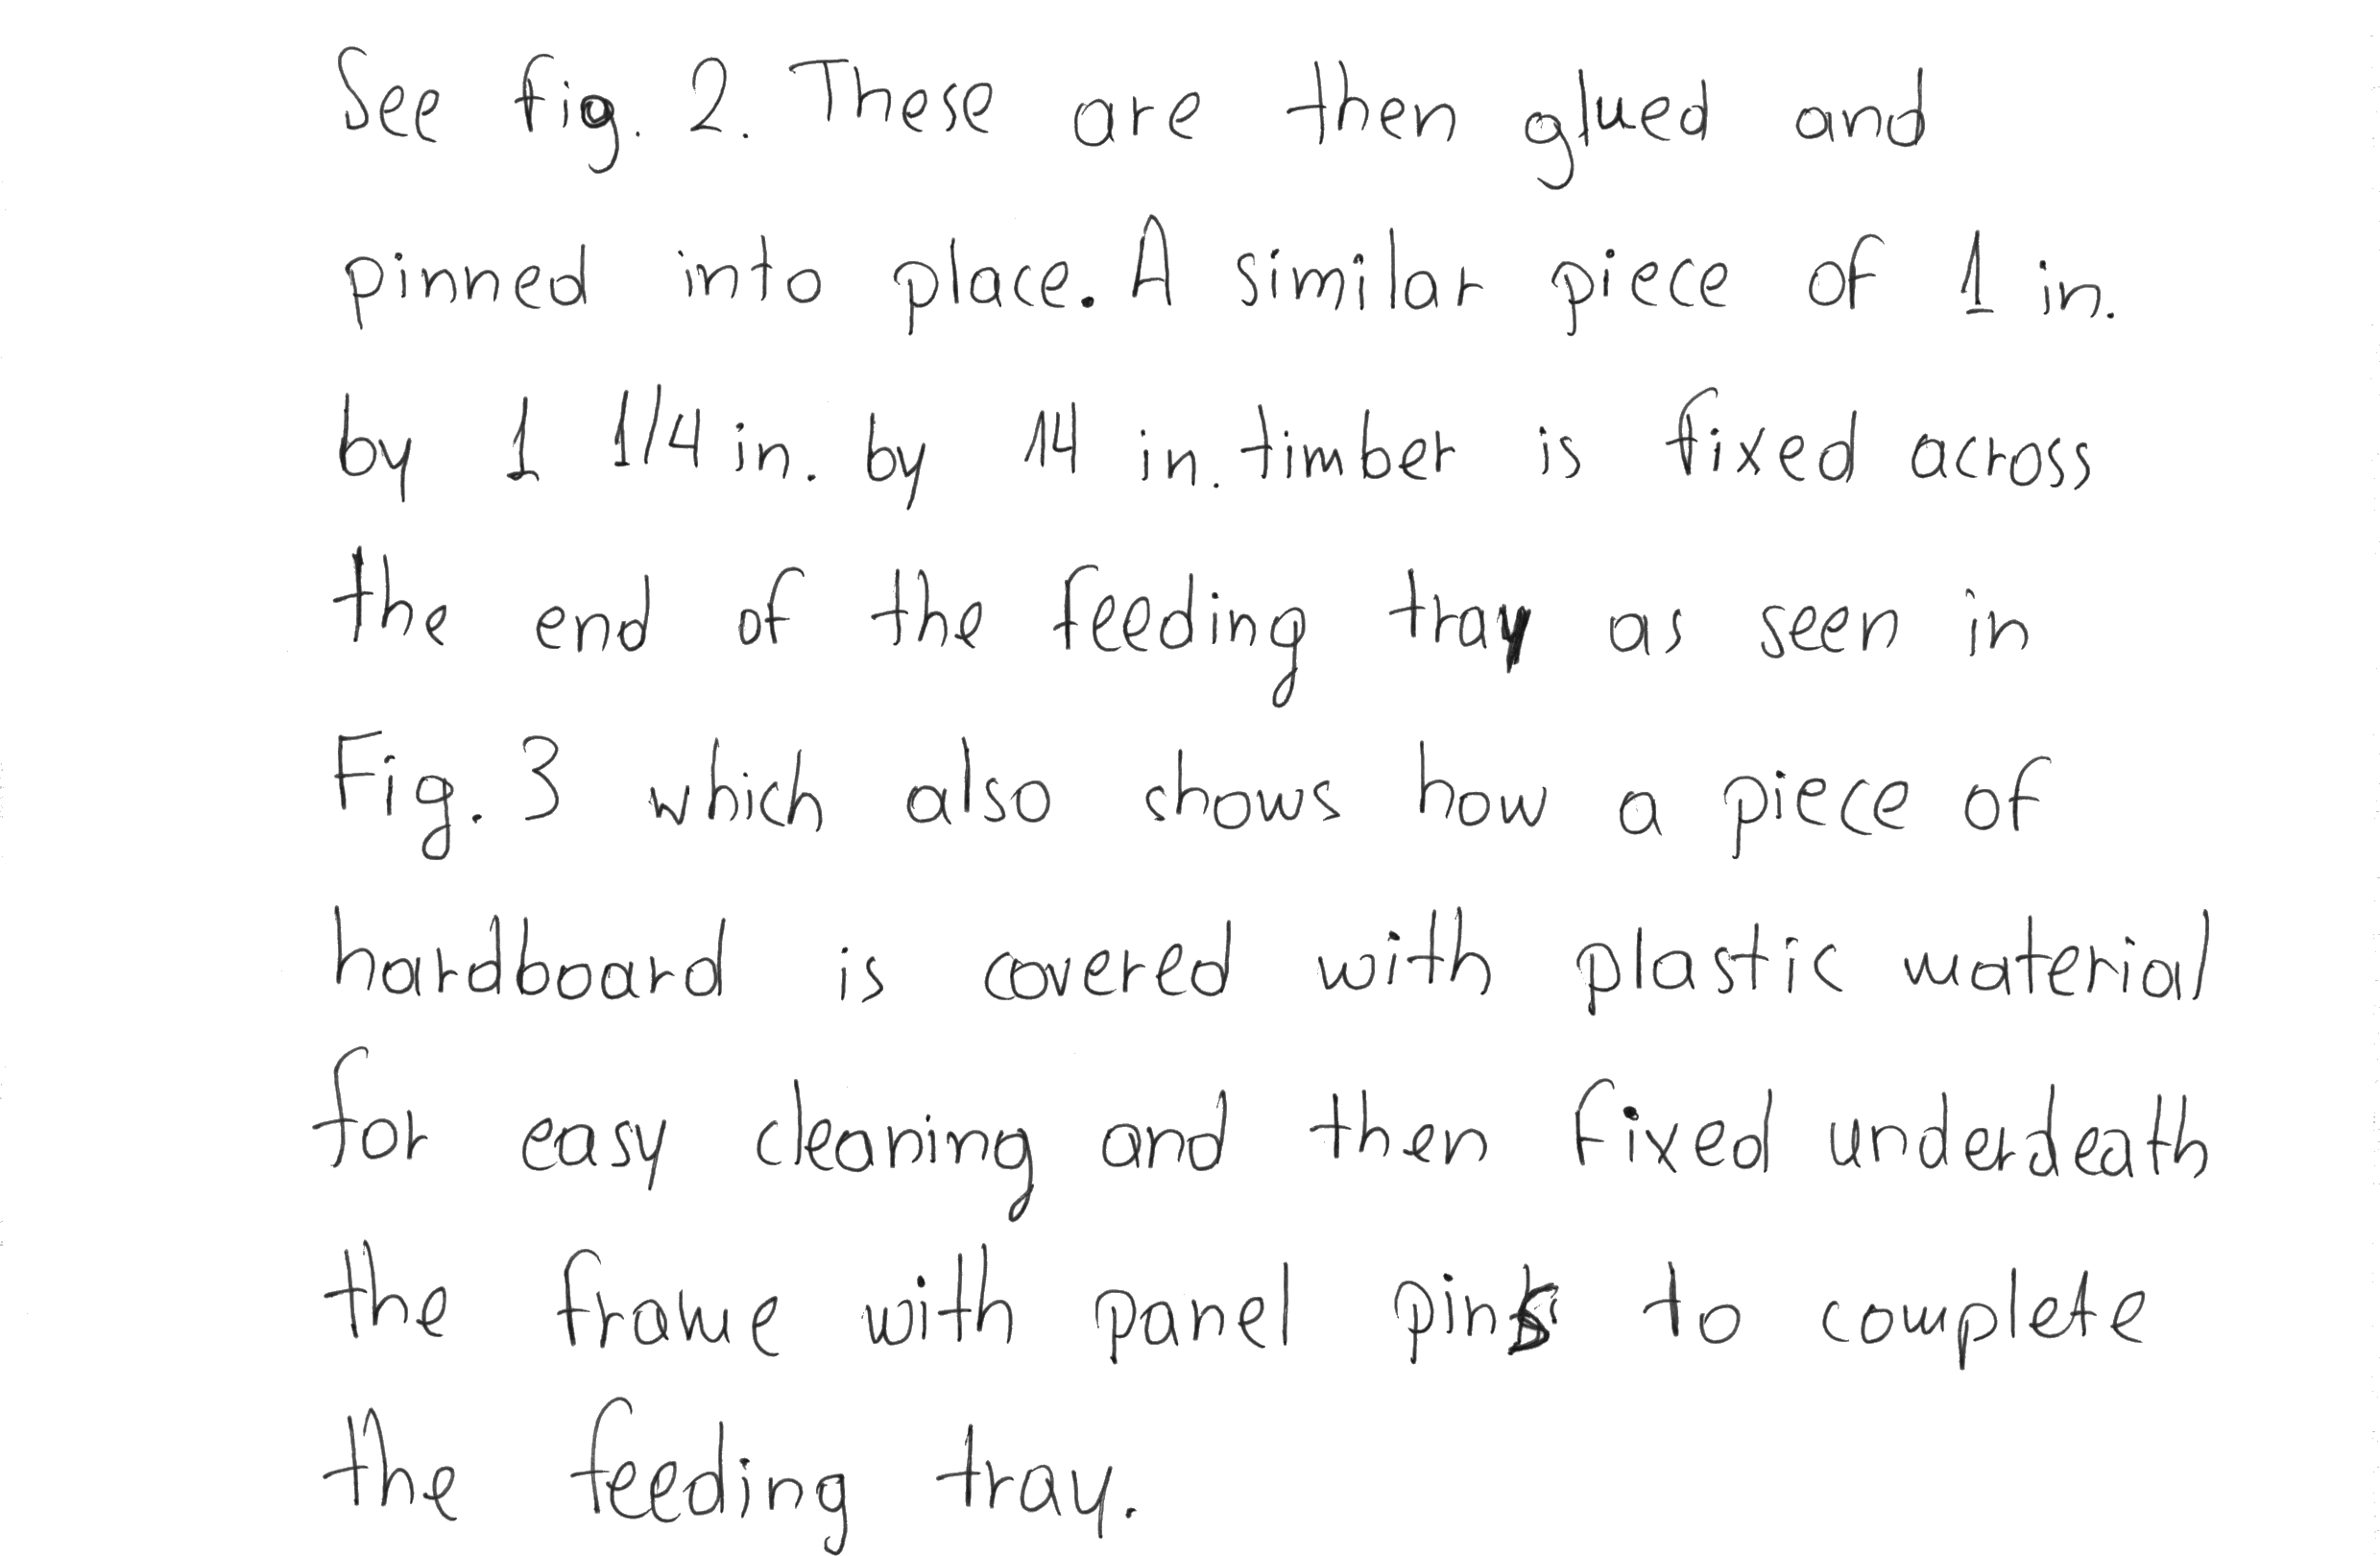 See fig. 2. These are then glued and
pinned into place. A similar piece of 1 in.
by 1 1/4 in. by 14 in. timber is fixed across
the end of the feeding tray as seen in
Fig. 3 which also shows how a piece of
hardboard is covered with plastic material
for easy cleaning and then fixed underdeath
the frame with panel pins to complete
the feeding tray.